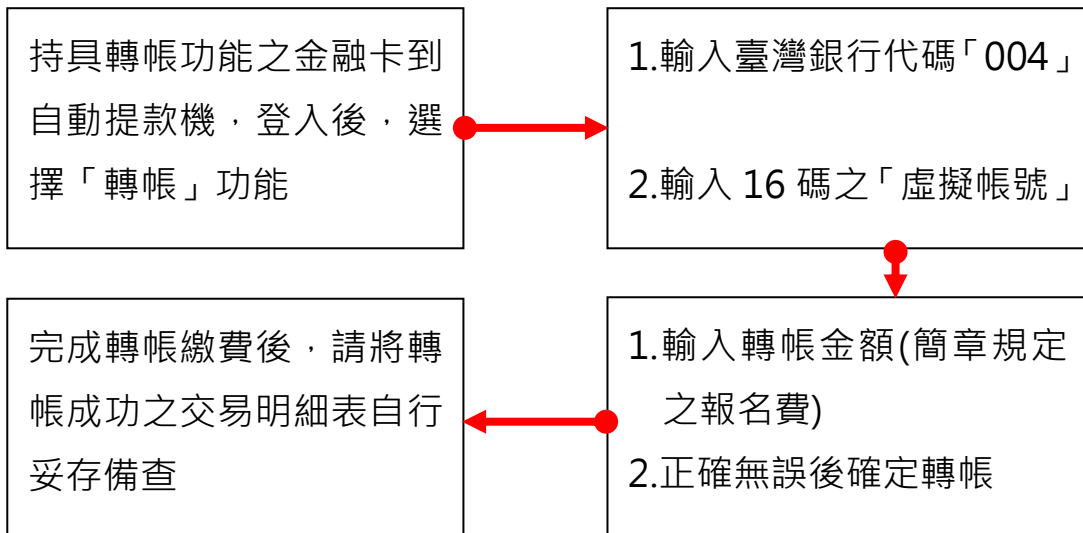 持具轉帳功能之金融卡到
自動提款機，登入後，選
擇「轉帳」功能
1.輸入臺灣銀行代碼「004」
2.輸入 16 碼之「虛擬帳號」
1.輸入轉帳金額(簡章規定
之報名費)
2.正確無誤後確定轉帳
完成轉帳繳費後，請將轉
帳成功之交易明細表自行
妥存備查